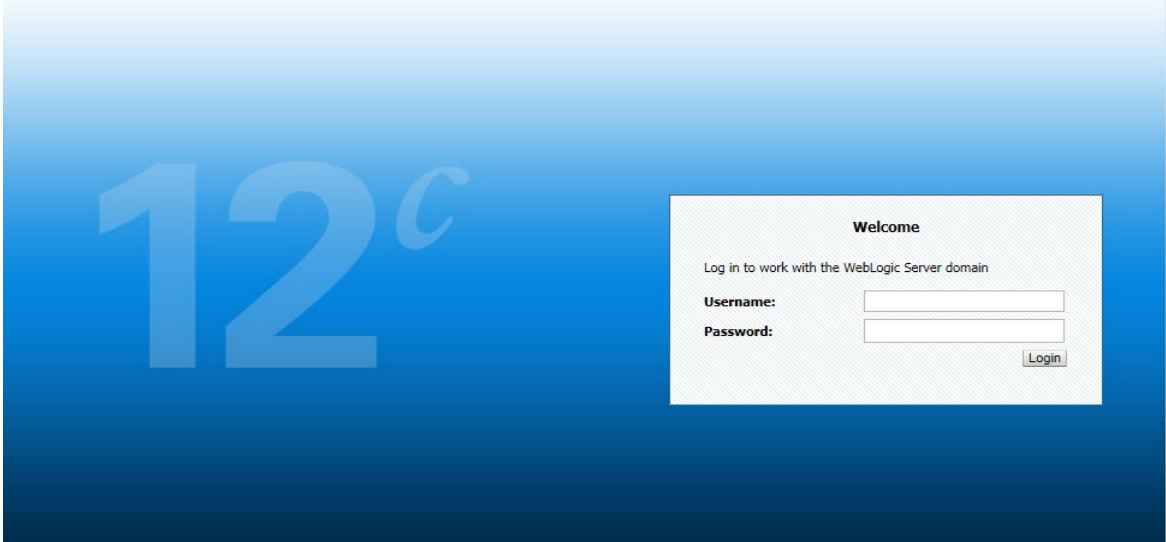 12c
Welcome
Log in to work with the WebLogic Server domain
Username:
Password:
Login